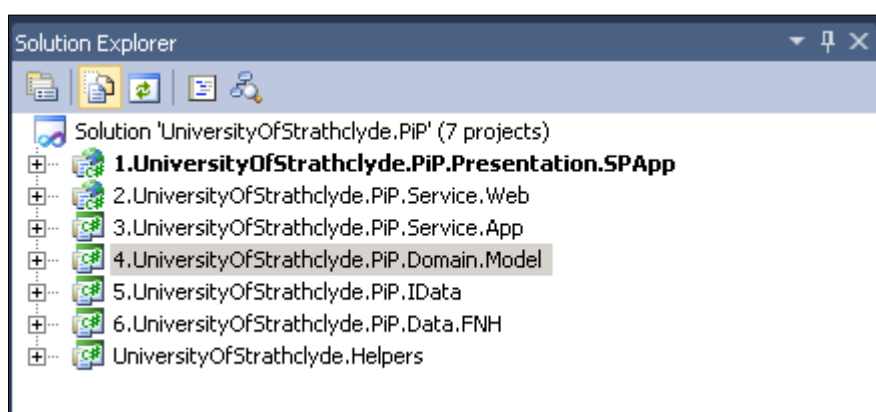 Solution Explorer
Solution 'UniversityOfStrathclyde.PiP' (7 projects)
1.UniversityOfStrathclyde.PiP.Presentation.SPApp
2.UniversityOfStrathclyde.PiP.Service.Web
3.UniversityOfStrathclyde.PiP.Service.App
4.UniversityOfStrathclyde.PiP.Domain.Model
5.UniversityOfStrathclyde.PiP.IData
6.UniversityOfStrathclyde.PiP.Data.FNH
UniversityOfStrathclyde.Helpers